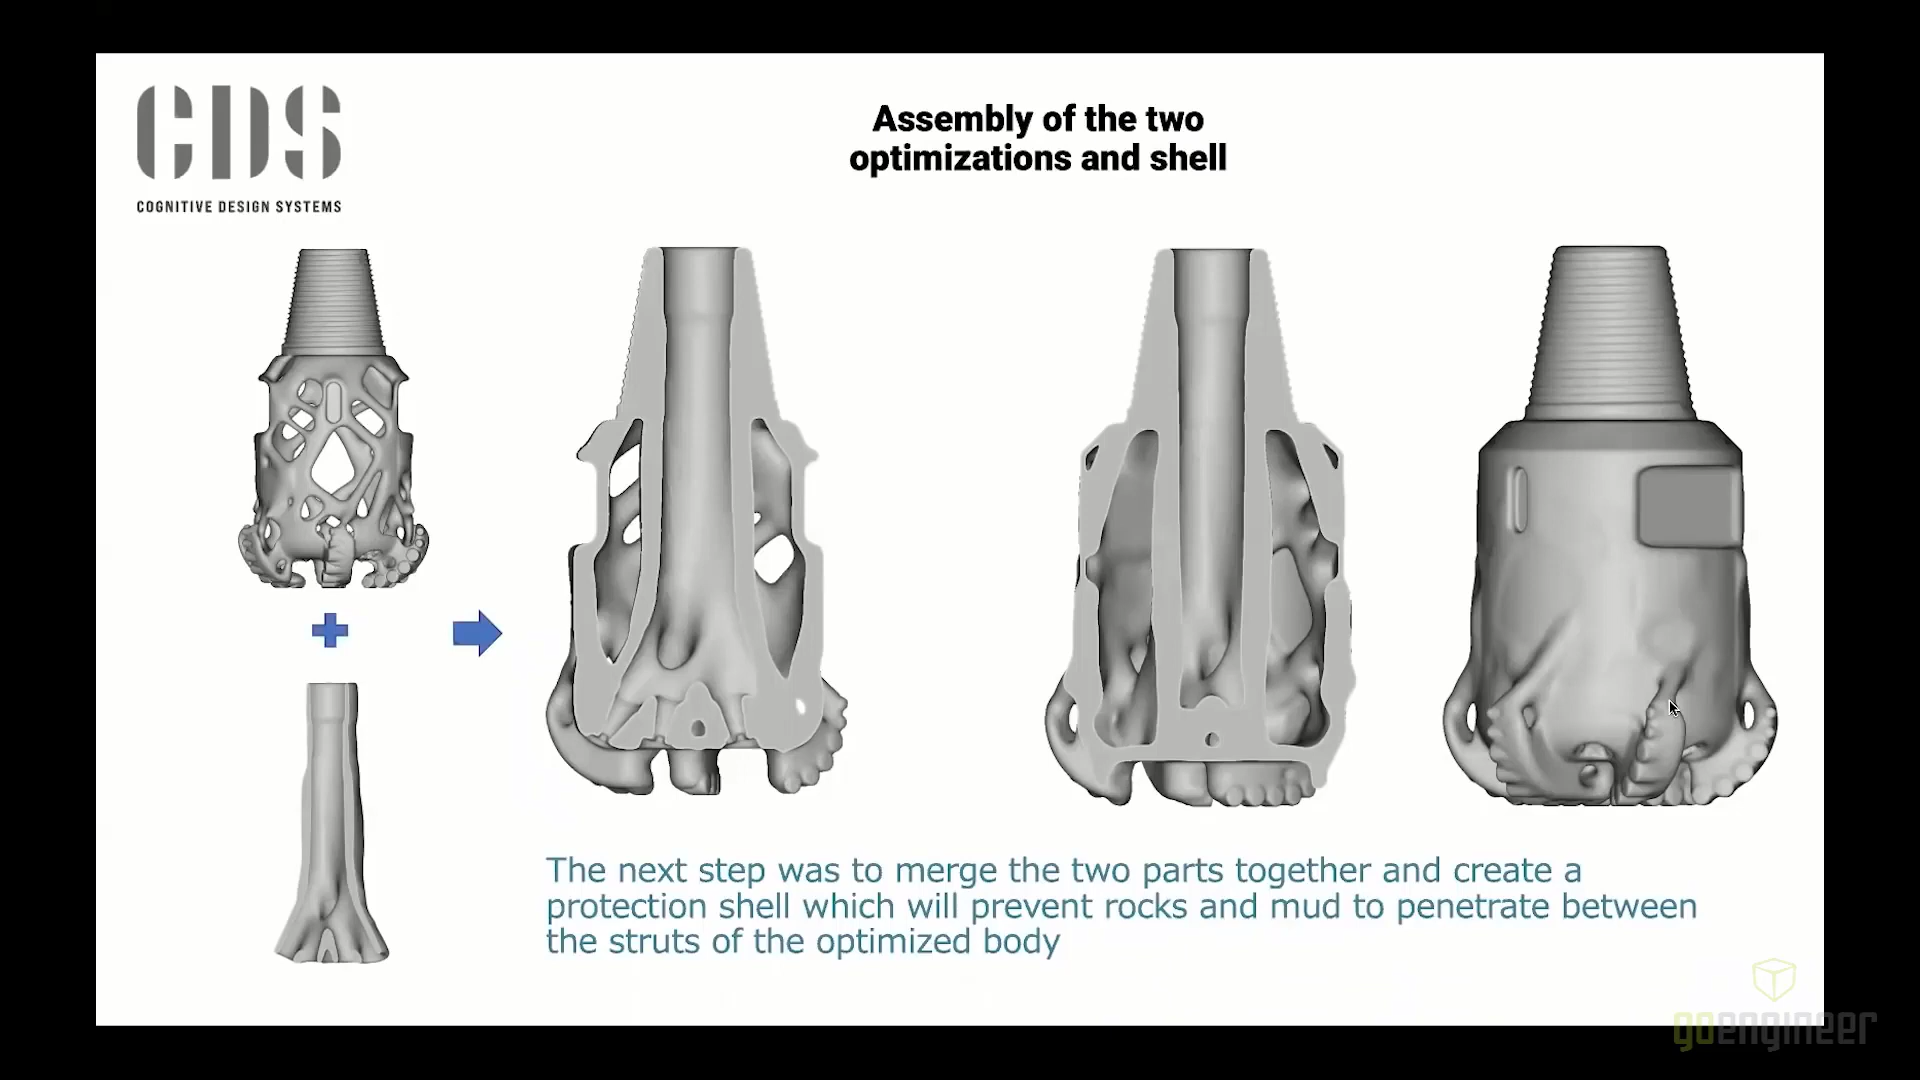 CDS
COGNITIVE DESIGN SYSTEMS
Assembly of the two
optimizations and shell
The next step was to merge the two parts together and create a
protection shell which will prevent rocks and mud to penetrate between
the struts of the optimized body
goengineer